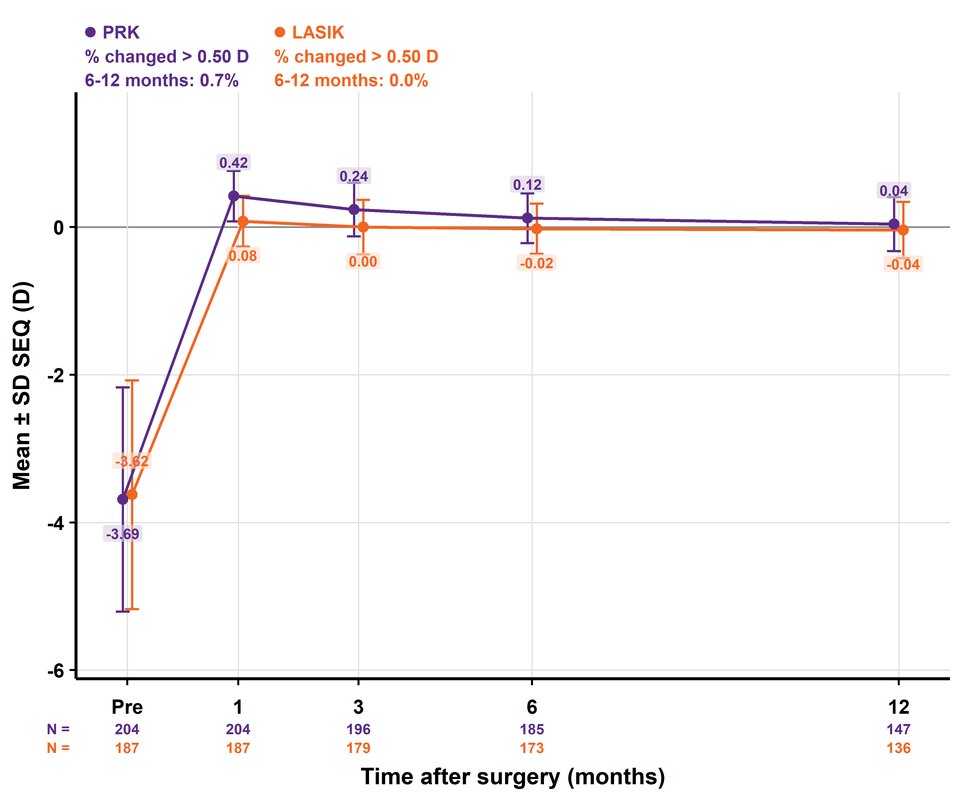 PRK LASIK
% changed > 0.50 D % changed > 0.50 D
6-12 months: 0.7% 6-12 months: 0.0%
0.42
0.24
0.12
0.04
0
0.08
0.00
-0.02
-0.04
Mean ± SD SEQ (D)
-2
-3.62
-4
-3.69
-6
Pre 1 3 6 12
N = 204 204 196 185 147
N = 187 187 179 173 136
Time after surgery (months)